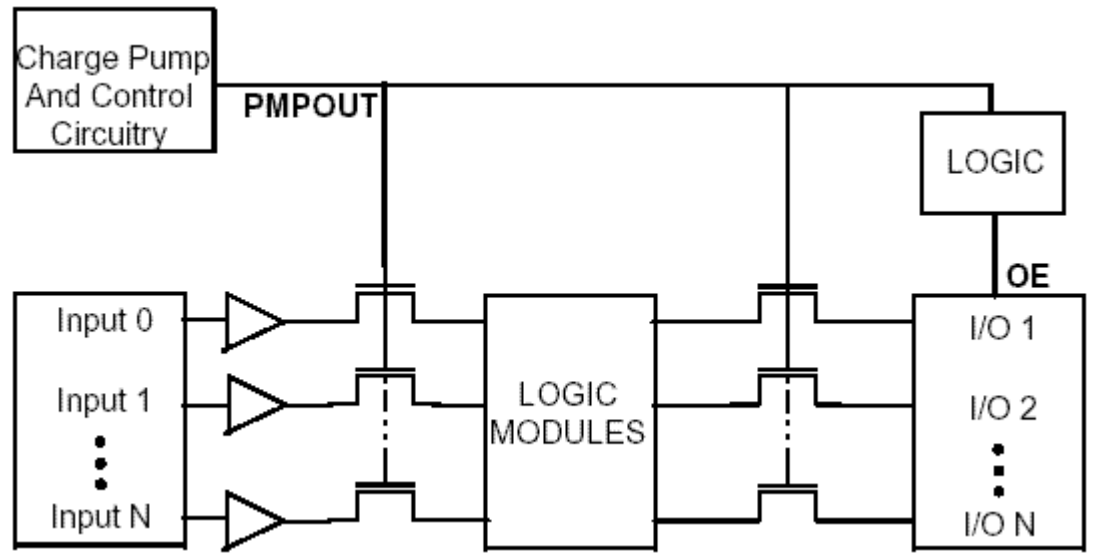 Charge Pump
And Control
Circuitry
PMPOUT
LOGIC
OE
Input 0
Input 1
Input N
LOGIC
MODULES
I/O 1
I/O 2
I/O N